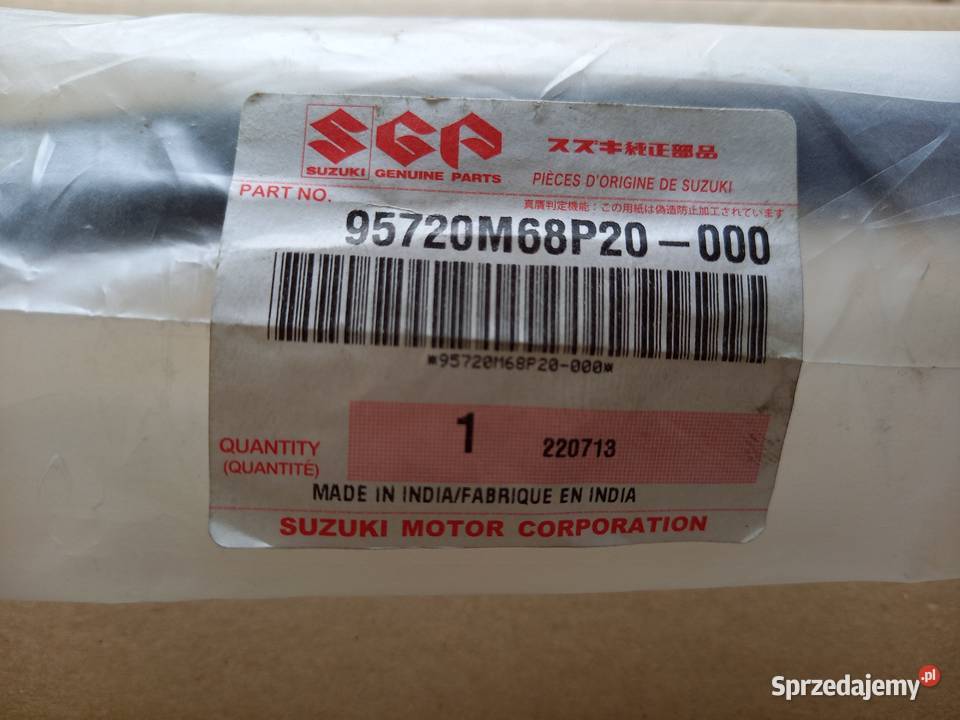 SGP
スズキ純正部品
SUZUKI GENUINE PARTS
PIÈCES D'ORIGINE DE SUZUKI
PART NO.
真贋判定機能：この用紙は偽造防止加工されています
95720M68P20-000
*95720M68P20-000*
QUANTITY
(QUANTITÉ)
1 220713
MADE IN INDIA/FABRIQUE EN INDIA
SUZUKI MOTOR CORPORATION
Sprzedajemy.pl